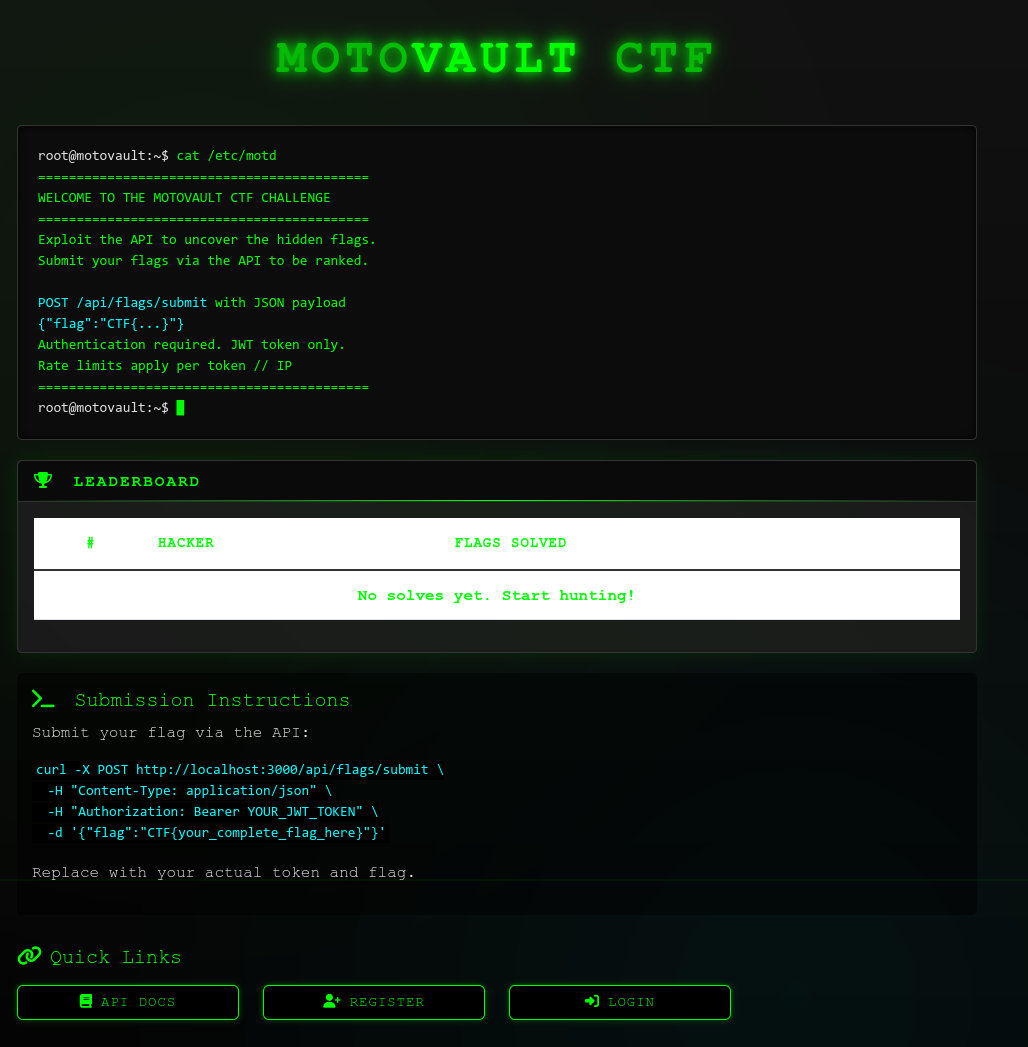 MOTOVAULT CTF
root@motovault:~$ cat /etc/motd
===========================================
WELCOME TO THE MOTOVAULT CTF CHALLENGE
===========================================
Exploit the API to uncover the hidden flags.
Submit your flags via the API to be ranked.
POST /api/flags/submit with JSON payload
{"flag":"CTF{...}"}
Authentication required. JWT token only.
Rate limits apply per token // IP
===========================================
root@motovault:~$
LEADERBOARD
# HACKER FLAGS SOLVED
No solves yet. Start hunting!
Submission Instructions
Submit your flag via the API:
curl -X POST http://localhost:3000/api/flags/submit \
-H "Content-Type: application/json" \
-H "Authorization: Bearer YOUR_JWT_TOKEN" \
-d '{"flag":"CTF{your_complete_flag_here}"}'
Replace with your actual token and flag.
Quick Links
API DOCS REGISTER LOGIN